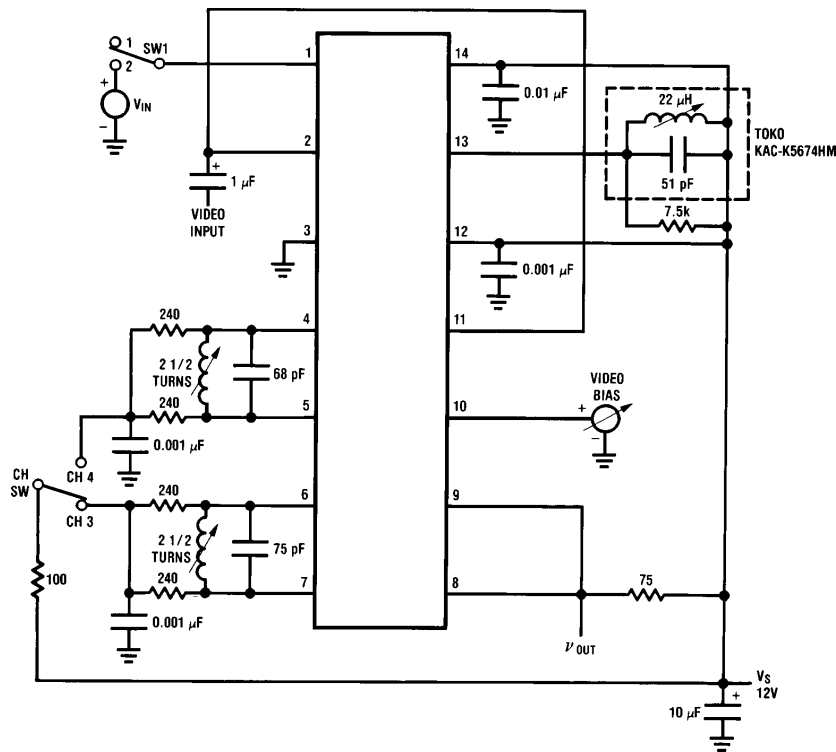 1
2
SW1
+
VIN
−
1
14
0.01 µF
22 µH
TOKO
KAC-K5674HM
51 pF
7.5k
2
13
+
1 µF
VIDEO
INPUT
3
12
0.001 µF
240
4
11
2 1/2
TURNS
68 pF
240
5
10
VIDEO
BIAS
+
−
0.001 µF
CH 4
CH
SW
CH 3
240
6
9
2 1/2
TURNS
75 pF
100
240
7
8
75
0.001 µF
ν OUT
VS
12V
10 µF
+